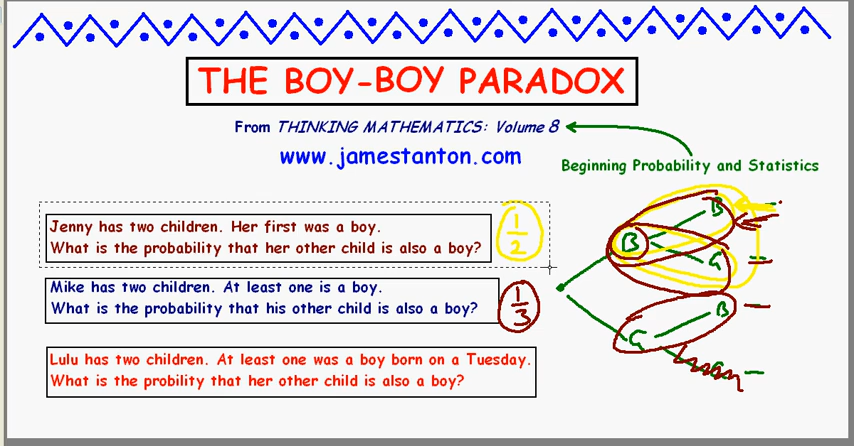 THE BOY-BOY PARADOX
From THINKING MATHEMATICS: Volume 8
www.jamestanton.com
Beginning Probability and Statistics
Jenny has two children. Her first was a boy.
What is the probability that her other child is also a boy?
1
2
Mike has two children. At least one is a boy.
What is the probability that his other child is also a boy?
1
3
Lulu has two children. At least one was a boy born on a Tuesday.
What is the probility that her other child is also a boy?
B
B
G
B
G